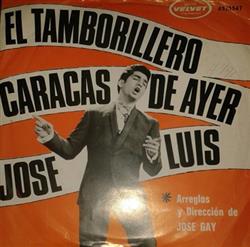 VELVET
EL TAMBORILLERO
CARACAS DE AYER
JOSE LUIS
* Arreglos
y Dirección de
JOSE GAY